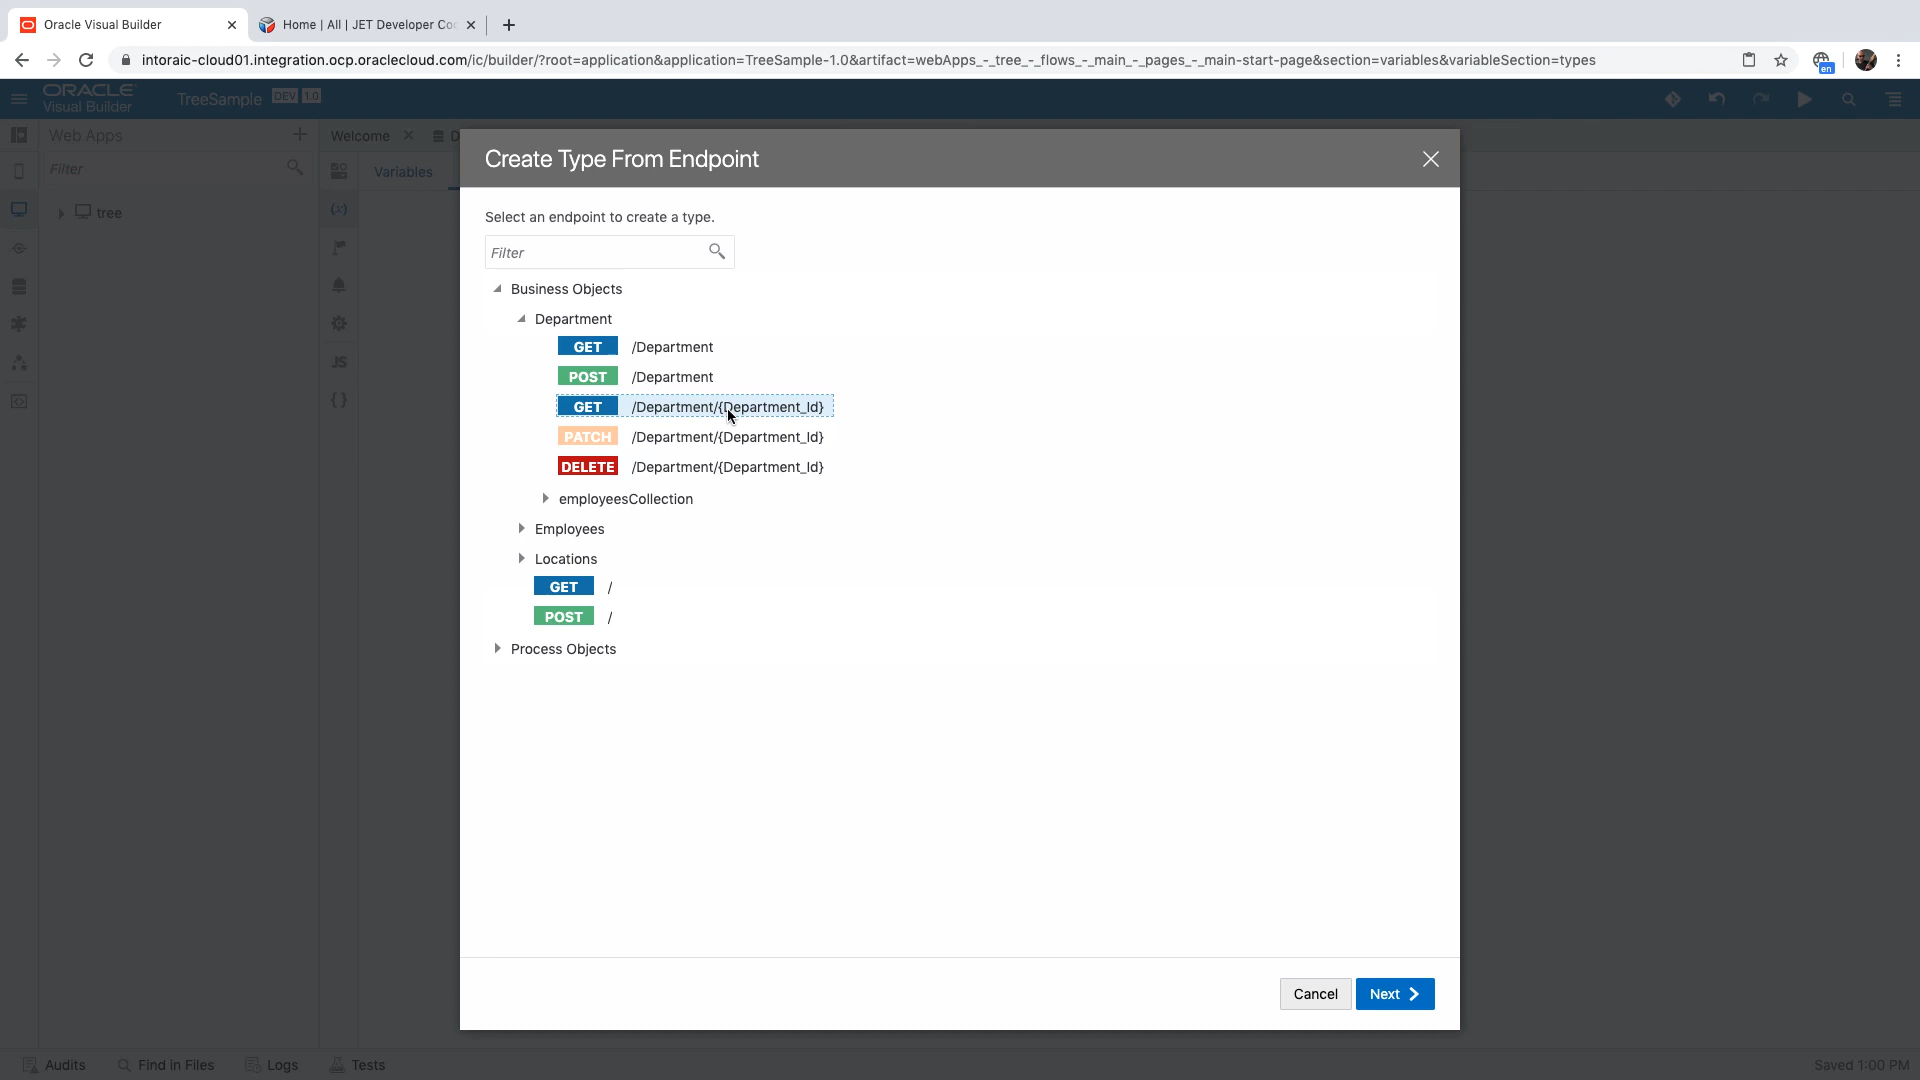 Oracle Visual Builder
Home | All | JET Developer Coo
intoraic-cloud01.integration.ocp.oraclecloud.com/ic/builder/?root=application&application=TreeSample-1.0&artifact=webApps_-_tree_-_flows_-_main_-_pages_-_main-start-page&section=variables&variableSection=types
en
ORACLE
Visual Builder
TreeSample DEV 1.0
Web Apps
Welcome
D
Filter
Variables
(x)
tree
JS
{ }
Create Type From Endpoint
Select an endpoint to create a type.
Filter
Business Objects
Department
GET /Department
POST /Department
GET /Department/{Department_Id}
PATCH /Department/{Department_Id}
DELETE /Department/{Department_Id}
employeesCollection
Employees
Locations
GET /
POST /
Process Objects
Cancel
Next
Audits
Find in Files
Logs
Tests
Saved 1:00 PM